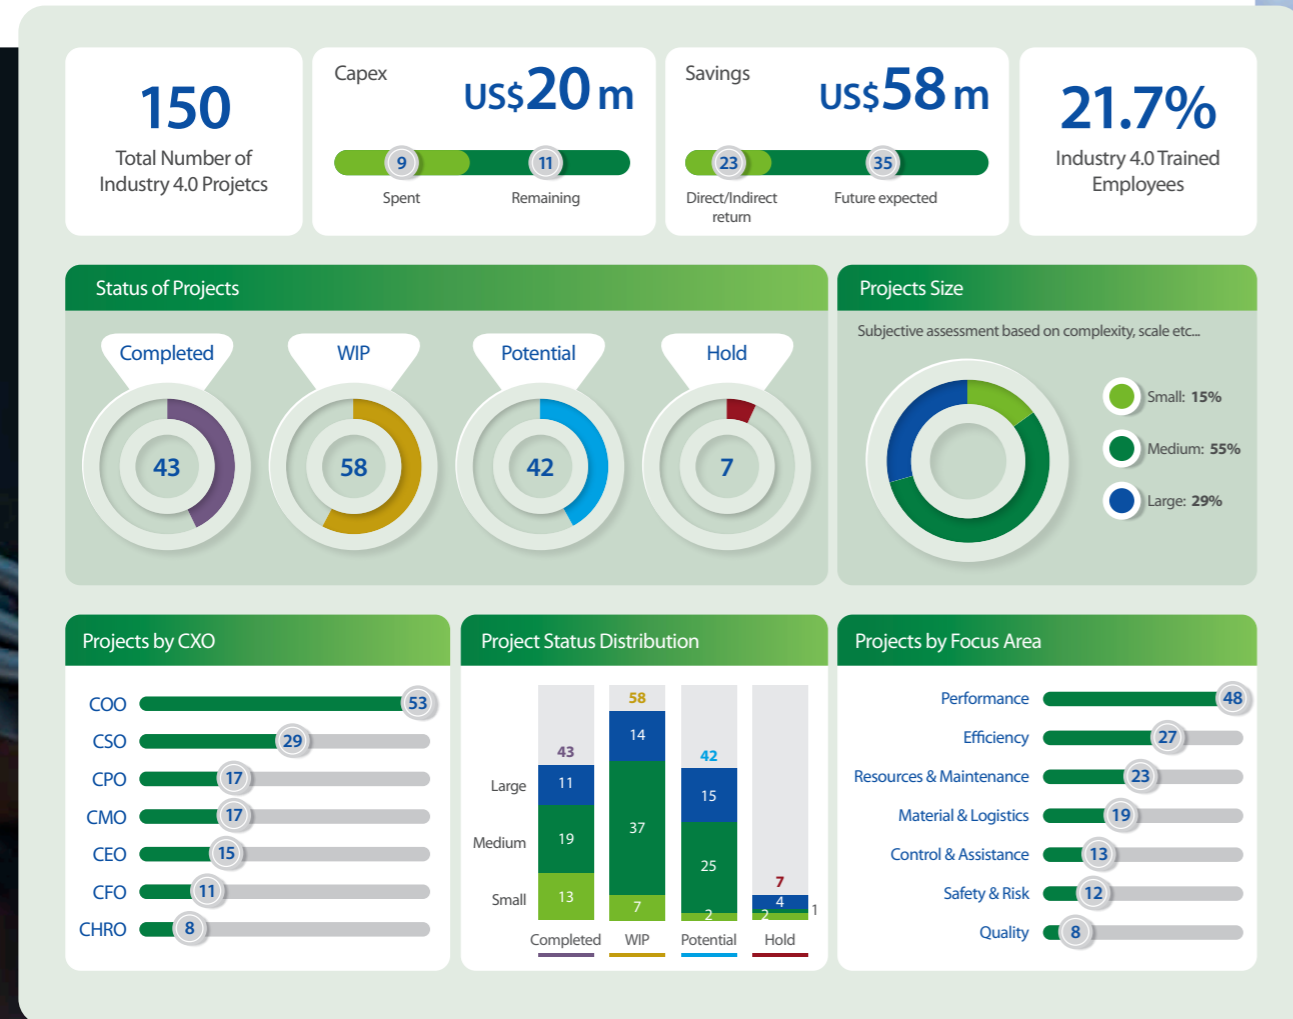 150
Total Number of
Industry 4.0 Projetcs
Capex
US$20 m
9
11
Spent
Remaining
Savings
US$58 m
23
35
Direct/Indirect
return
Future expected
21.7%
Industry 4.0 Trained
Employees
Status of Projects
Completed
WIP
Potential
Hold
43
58
42
7
Projects Size
Subjective assessment based on complexity, scale etc...
Small: 15%
Medium: 55%
Large: 29%
Projects by CXO
COO 53
CSO 29
CPO 17
CMO 17
CEO 15
CFO 11
CHRO 8
Project Status Distribution
Large
Medium
Small
43
11
19
13
58
14
37
7
42
15
25
2
7
4
2
1
Completed
WIP
Potential
Hold
Projects by Focus Area
Performance 48
Efficiency 27
Resources & Maintenance 23
Material & Logistics 19
Control & Assistance 13
Safety & Risk 12
Quality 8